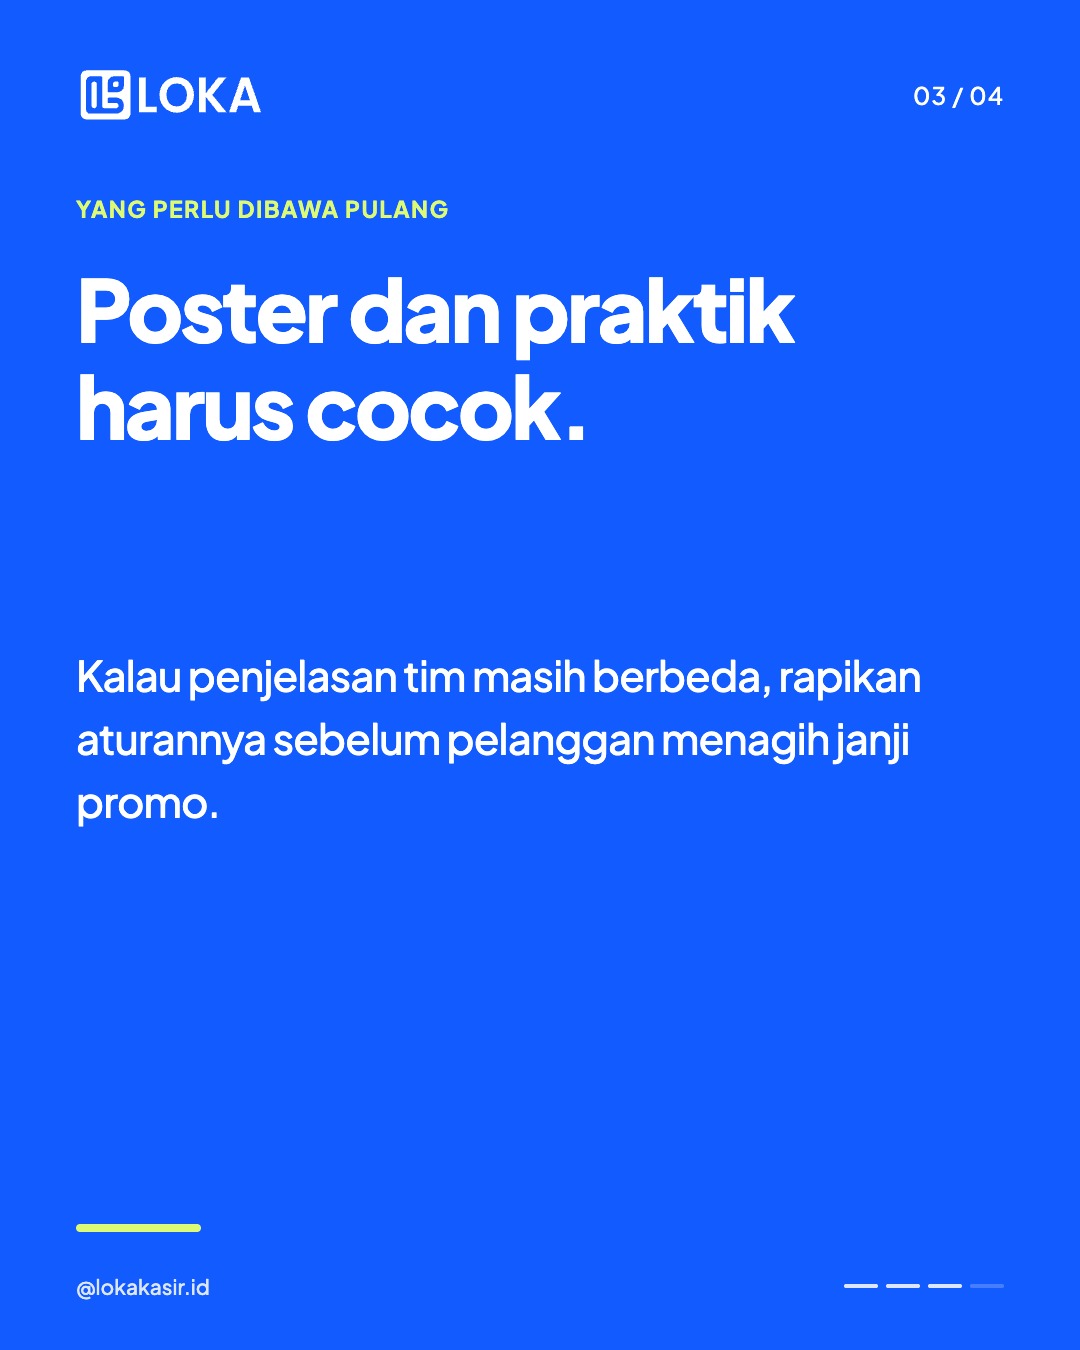 LOKA
03 / 04
YANG PERLU DIBAWA PULANG
Poster dan praktik
harus cocok.
Kalau penjelasan tim masih berbeda, rapikan
aturannya sebelum pelanggan menagih janji
promo.
@lokakasir.id